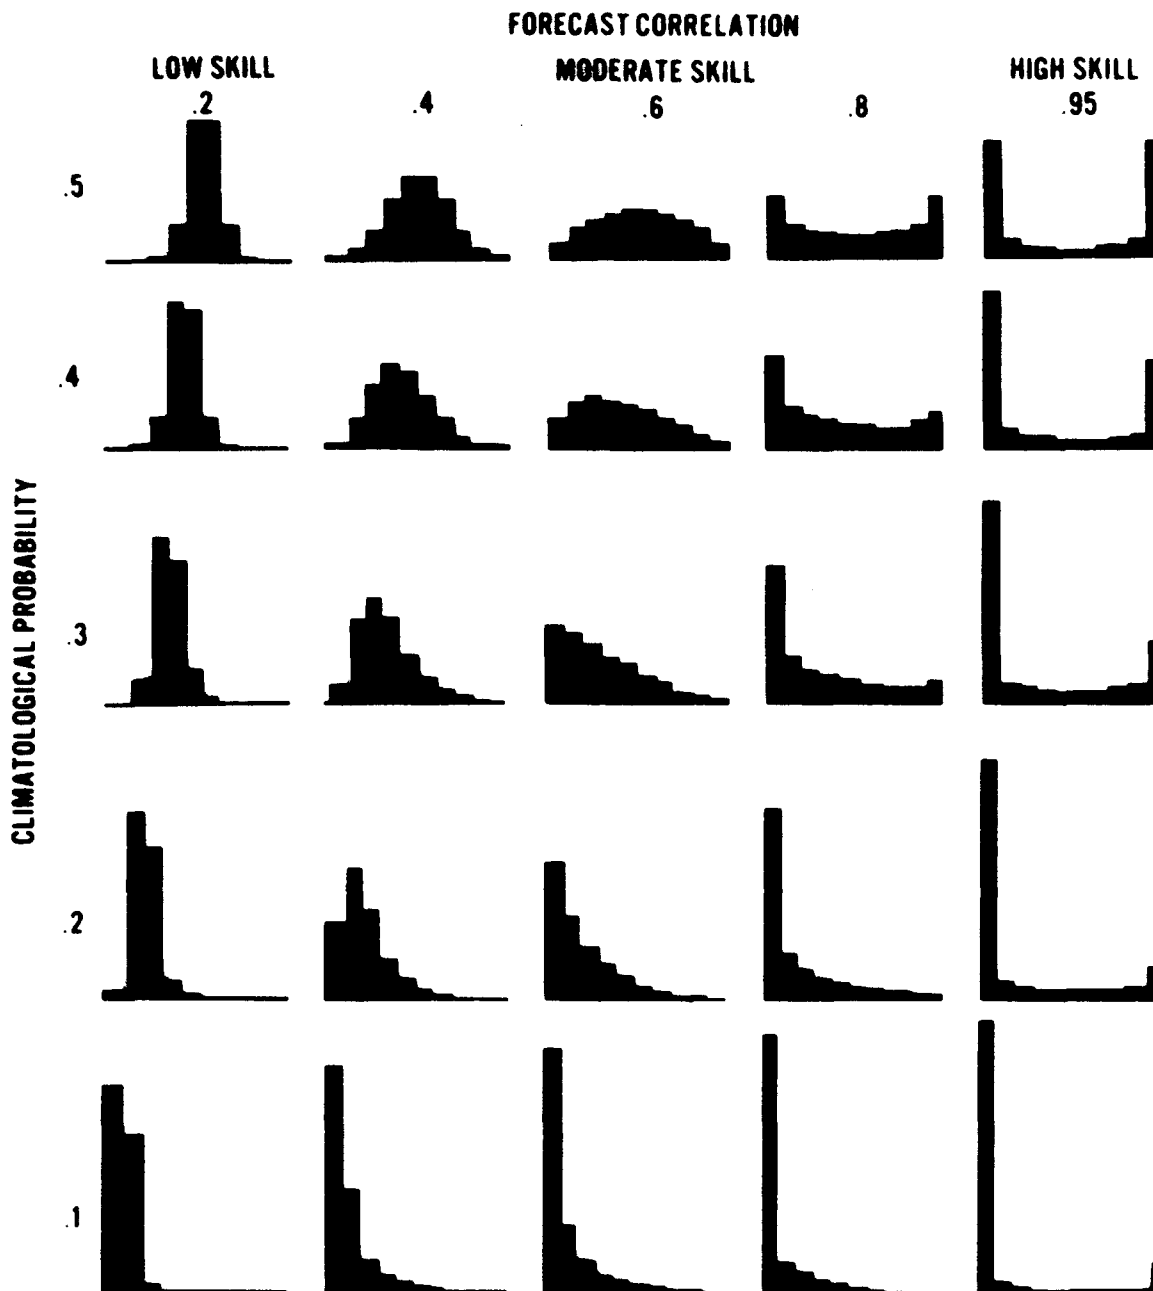 FORECAST CORRELATION
LOW SKILL MODERATE SKILL HIGH SKILL
.2 .4 .6 .8 .95
.5
.4
CLIMATOLOGICAL PROBABILITY
.3
.2
.1